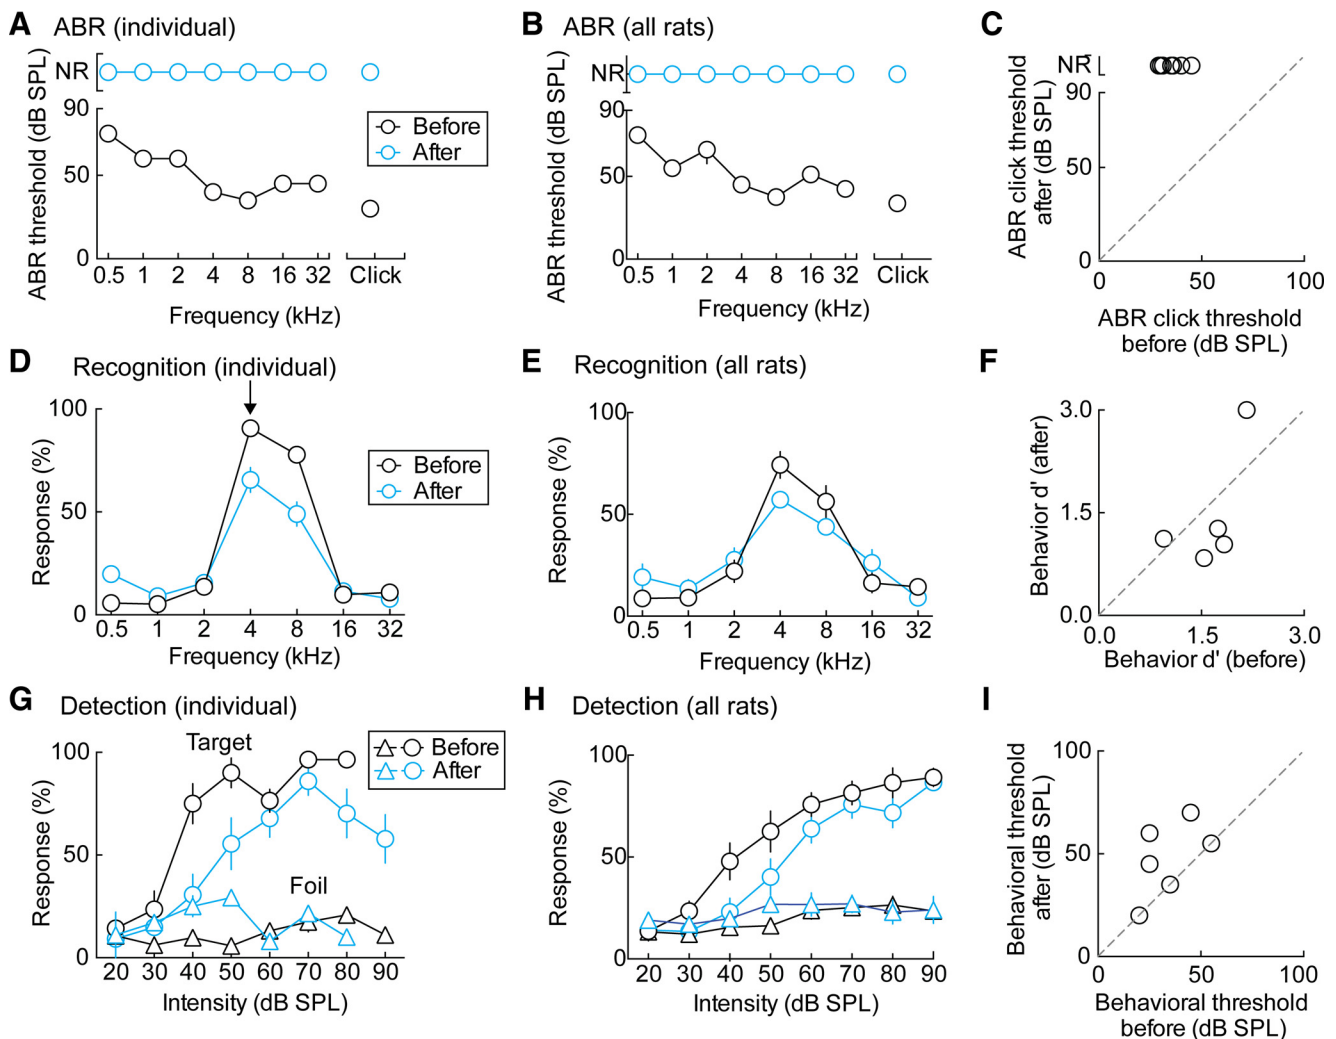 A ABR (individual)
ABR threshold (dB SPL)
NR
90
50
0
0.5 1 2 4 8 16 32 Click
Frequency (kHz)
Before
After
B ABR (all rats)
ABR threshold (dB SPL)
NR
90
50
0
0.5 1 2 4 8 16 32 Click
Frequency (kHz)
C
ABR click threshold
after (dB SPL)
NR
90
50
0
0 50 100
ABR click threshold
before (dB SPL)
D Recognition (individual)
Response (%)
100
50
0
0.5 1 2 4 8 16 32
Frequency (kHz)
Before
After
E Recognition (all rats)
Response (%)
100
50
0
0.5 1 2 4 8 16 32
Frequency (kHz)
F
Behavior d' (after)
3.0
1.5
0.0
0.0 1.5 3.0
Behavior d' (before)
G Detection (individual)
Target
Before
After
Response (%)
100
50
0
Foil
20 30 40 50 60 70 80 90
Intensity (dB SPL)
H Detection (all rats)
Response (%)
100
50
0
20 30 40 50 60 70 80 90
Intensity (dB SPL)
I
Behavioral threshold
after (dB SPL)
100
50
0
0 50 100
Behavioral threshold
before (dB SPL)